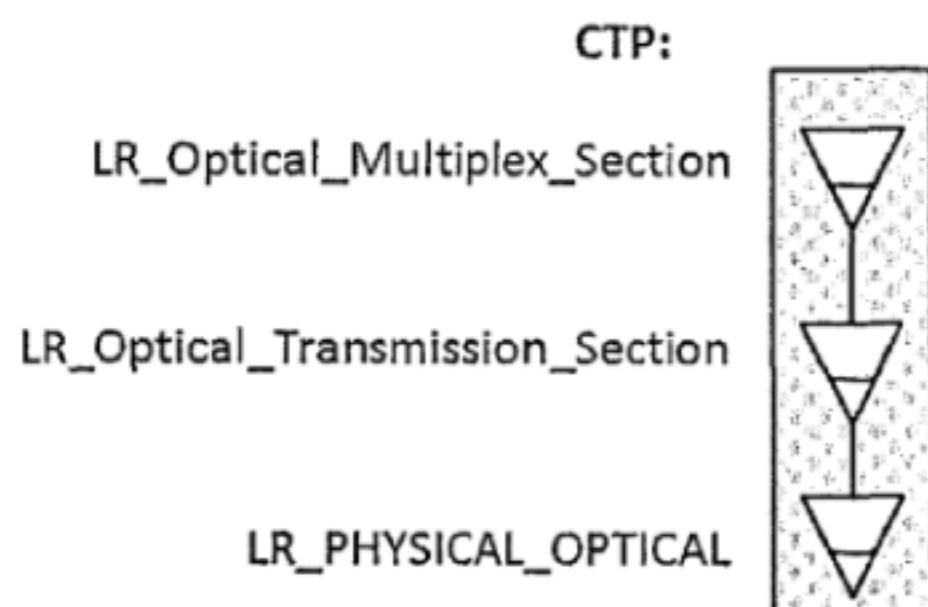 CTP:
LR_Optical_Multiplex_Section
LR_Optical_Transmission_Section
LR_PHYSICAL_OPTICAL